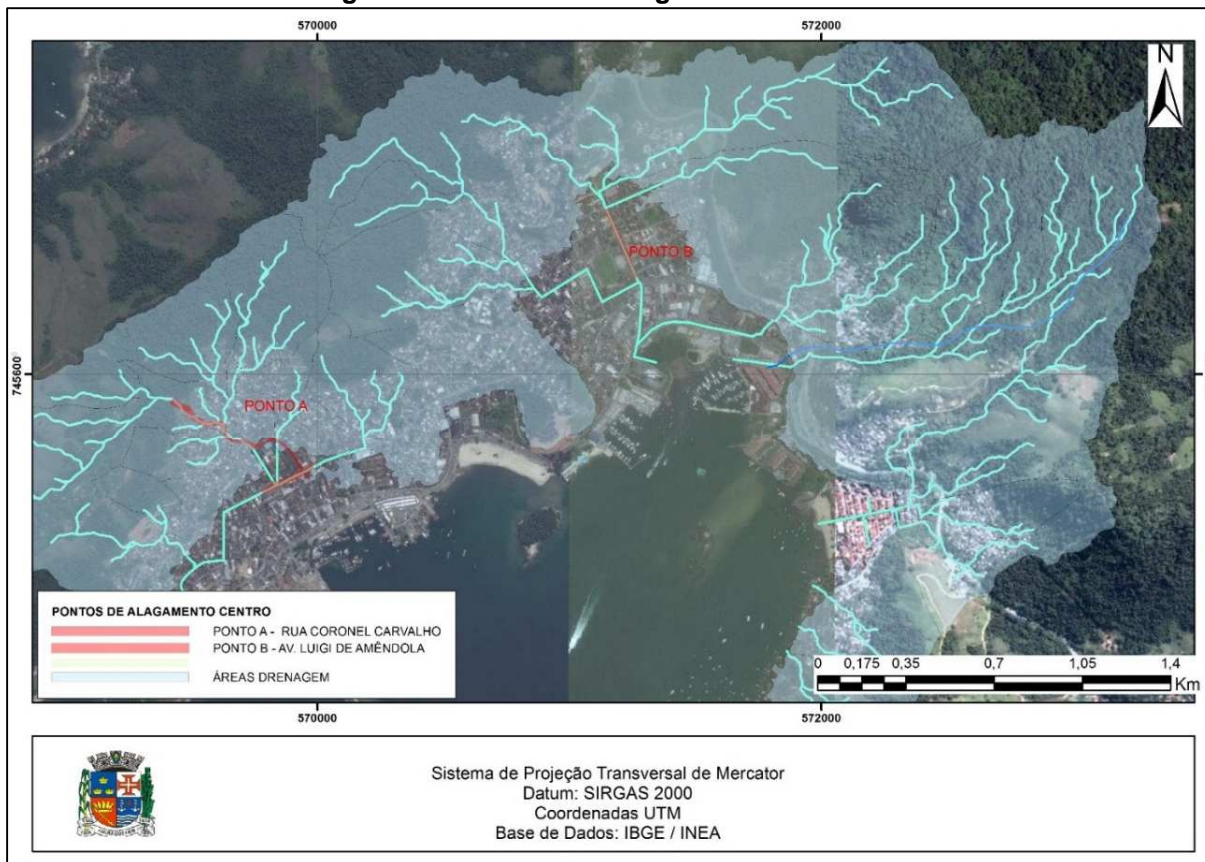 570000 572000
N
PONTO B
745600
PONTO A
PONTOS DE ALAGAMENTO CENTRO
PONTO A - RUA CORONEL CARVALHO
PONTO B - AV. LUIGI DE AMÊNDOLA
ÁREAS DRENAGEM
0 0,175 0,35 0,7 1,05 1,4
Km
570000 572000
Sistema de Projeção Transversal de Mercator
Datum: SIRGAS 2000
Coordenadas UTM
Base de Dados: IBGE / INEA